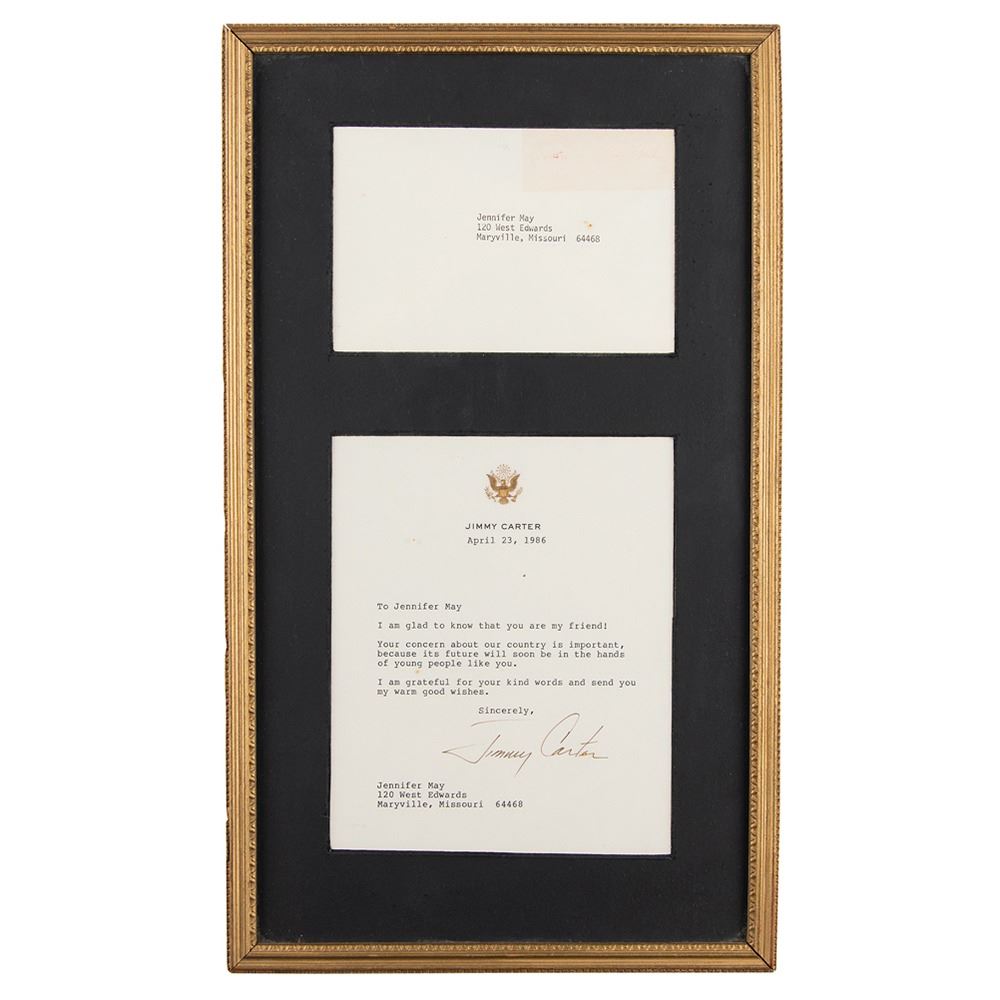 Jennifer May
120 West Edwards
Maryville, Missouri 64468
JIMMY CARTER
April 23, 1986
To Jennifer May
I am glad to know that you are my friend!
Your concern about our country is important,
because its future will soon be in the hands
of young people like you.
I am grateful for your kind words and send you
my warm good wishes.
Sincerely,
Jimmy Carter
Jennifer May
120 West Edwards
Maryville, Missouri 64468